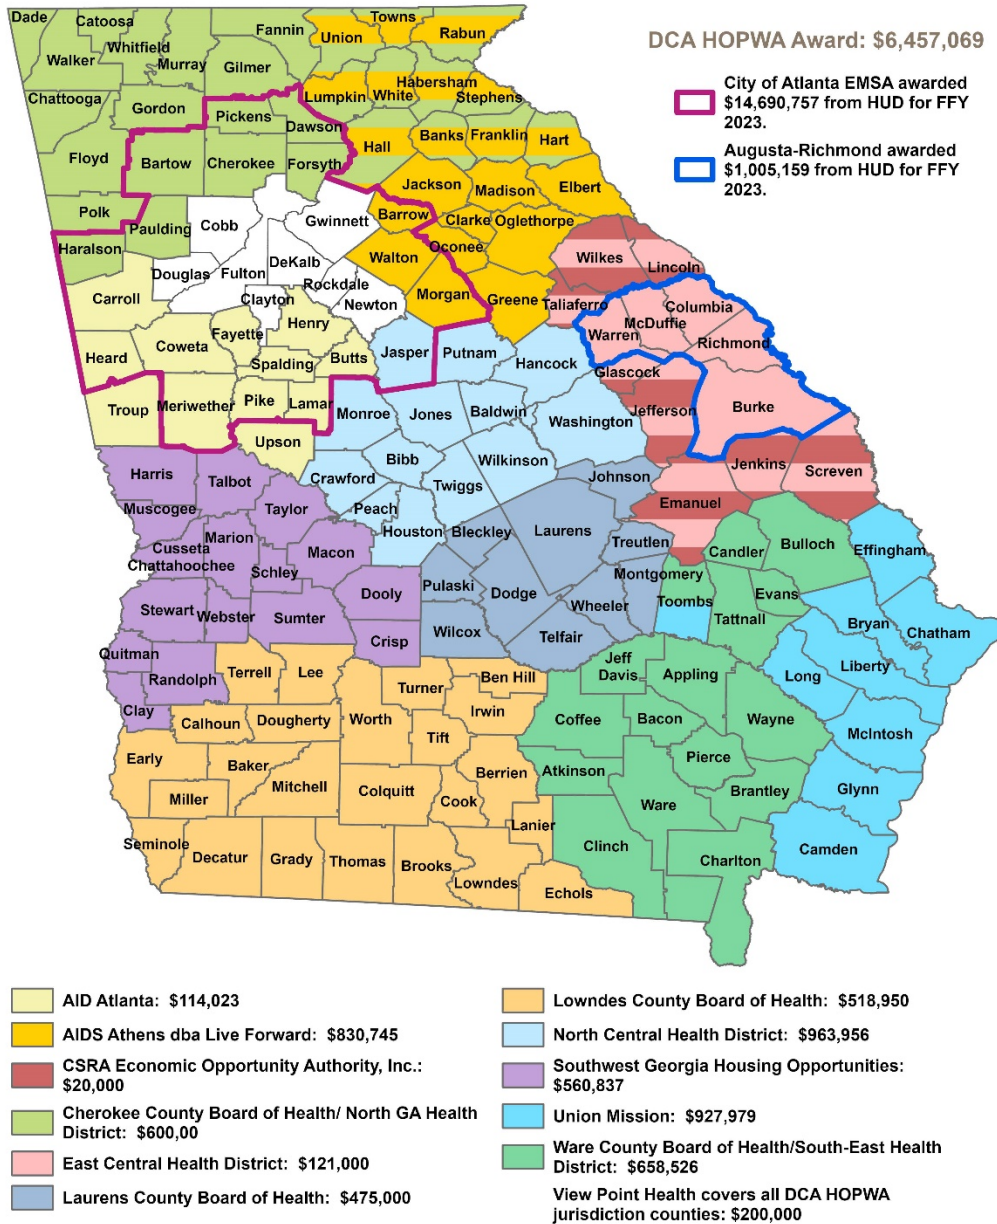 DCA HOPWA Award: $6,457,069
City of Atlanta EMSA awarded
$14,690,757 from HUD for FFY
2023.
Augusta-Richmond awarded
$1,005,159 from HUD for FFY
2023.
Dade
Catoosa
Whitfield
Walker
Murray
Fannin
Gilmer
Union
Towns
Rabun
Chattooga
Gordon
Pickens
Lumpkin
White
Habersham
Stephens
Dawson
Floyd
Bartow
Cherokee
Forsyth
Hall
Banks
Franklin
Hart
Polk
Paulding
Haralson
Cobb
Gwinnett
Jackson
Madison
Elbert
Barrow
Clarke
Oglethorpe
Oconee
Walton
Morgan
Greene
Douglas
Fulton
DeKalb
Rockdale
Newton
Clayton
Carroll
Fayette
Henry
Heard
Coweta
Spalding
Butts
Troup
Meriwether
Pike
Lamar
Upson
Wilkes
Lincoln
Taliaferro
Warren
McDuffie
Columbia
Richmond
Glascock
Jefferson
Burke
Jenkins
Screven
Emanuel
Jasper
Putnam
Hancock
Monroe
Jones
Baldwin
Washington
Bibb
Wilkinson
Crawford
Twiggs
Peach
Houston
Johnson
Bleckley
Laurens
Treutlen
Pulaski
Dodge
Montgomery
Wheeler
Wilcox
Telfair
Harris
Talbot
Taylor
Muscogee
Marion
Cusseta
Chattahoochee
Macon
Schley
Dooly
Stewart
Webster
Sumter
Crisp
Quitman
Randolph
Clay
Candler
Bulloch
Effingham
Toombs
Evans
Tattnall
Bryan
Chatham
Long
Liberty
McIntosh
Glynn
Camden
Jeff
Davis
Appling
Coffee
Bacon
Wayne
Pierce
Atkinson
Ware
Brantley
Clinch
Charlton
Terrell
Lee
Turner
Ben Hill
Irwin
Calhoun
Dougherty
Worth
Tift
Early
Baker
Mitchell
Berrien
Miller
Colquitt
Cook
Lanier
Seminole
Decatur
Grady
Thomas
Brooks
Lowndes
Echols
AID Atlanta: $114,023
AIDS Athens dba Live Forward: $830,745
CSRA Economic Opportunity Authority, Inc.:
$20,000
Cherokee County Board of Health/ North GA Health
District: $600,00
East Central Health District: $121,000
Laurens County Board of Health: $475,000
Lowndes County Board of Health: $518,950
North Central Health District: $963,956
Southwest Georgia Housing Opportunities:
$560,837
Union Mission: $927,979
Ware County Board of Health/South-East Health
District: $658,526
View Point Health covers all DCA HOPWA
jurisdiction counties: $200,000